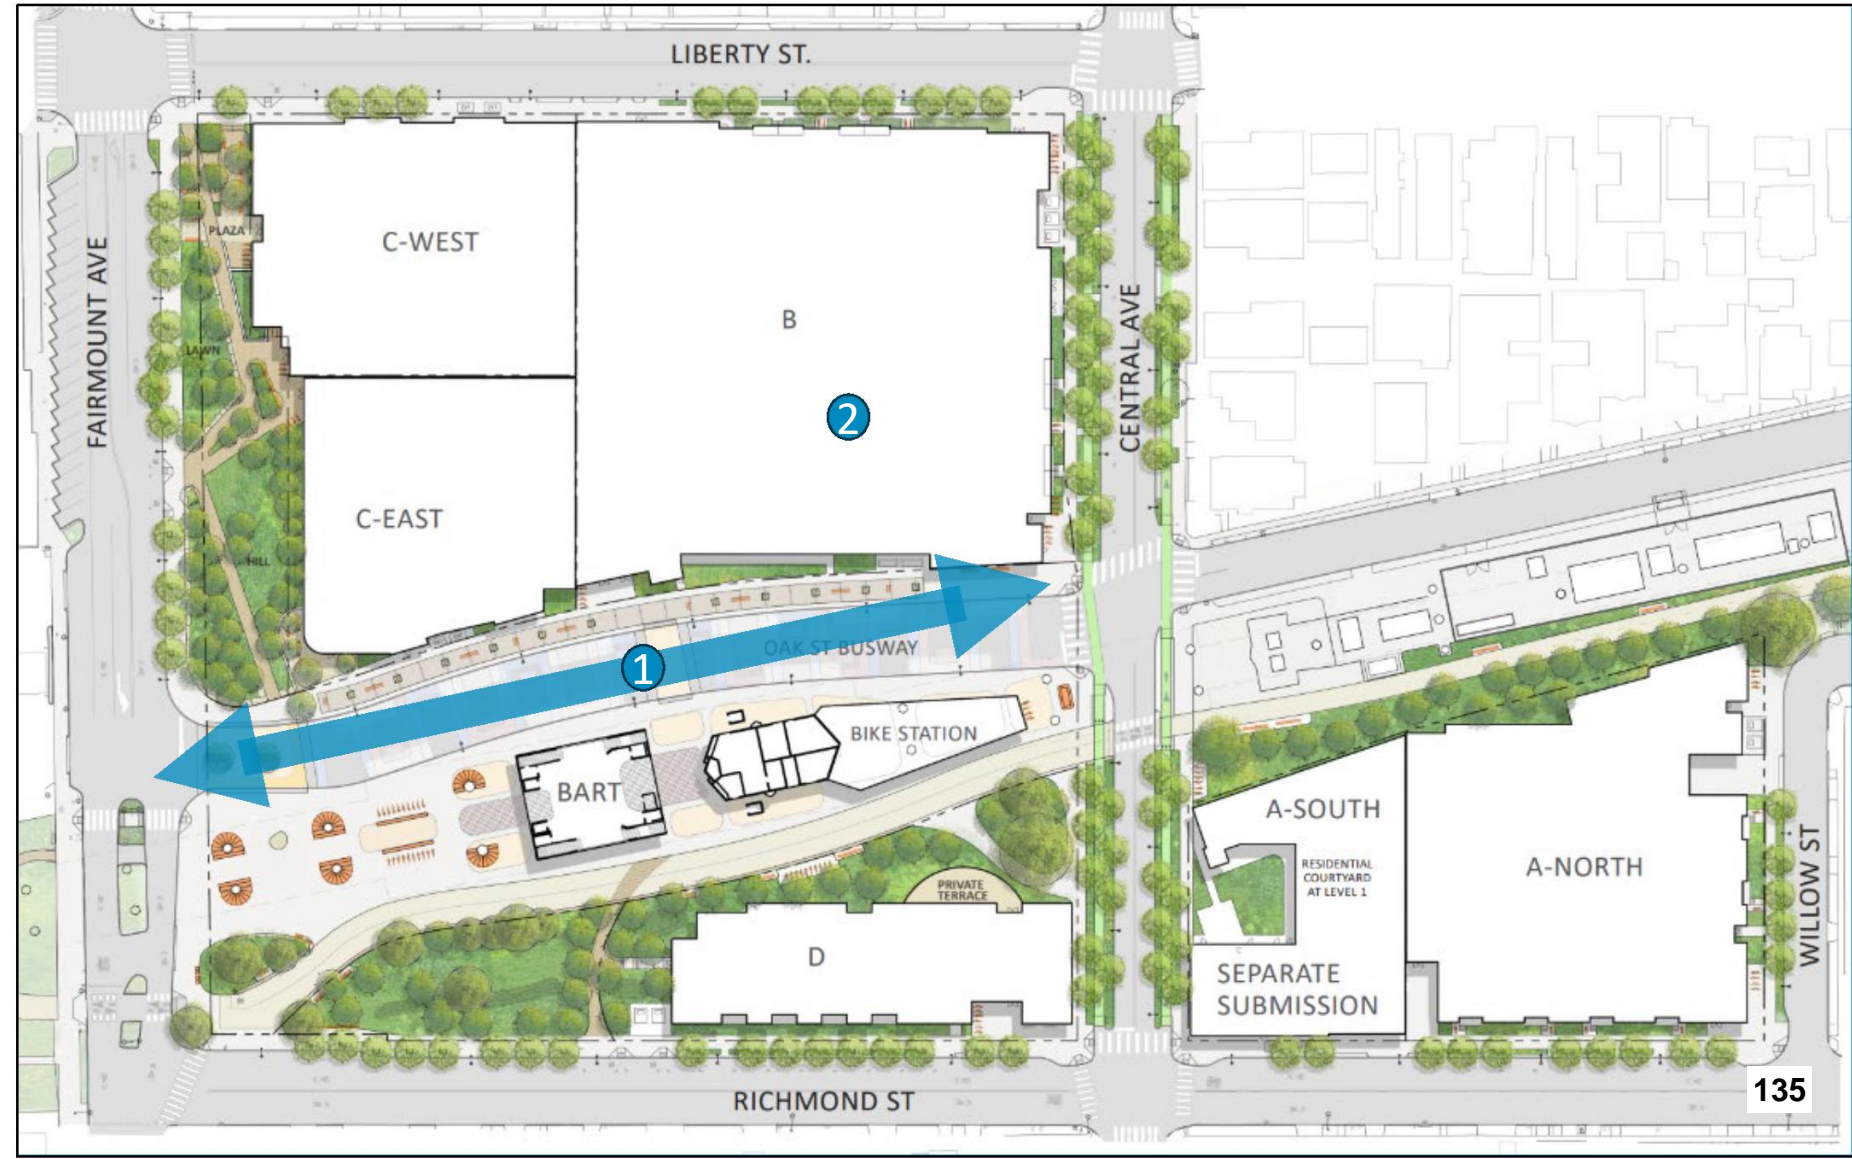 LIBERTY ST.
C-WEST
PLAZA
B
FAIRMOUNT AVE
LAWN
CENTRAL AVE
2
C-EAST
HILL
OAK ST BUSWAY
1
BIKE STATION
BART
A-SOUTH
RESIDENTIAL
COURTYARD
AT LEVEL 1
A-NORTH
PRIVATE
TERRACE
WILLOW ST
D
SEPARATE
SUBMISSION
RICHMOND ST
135